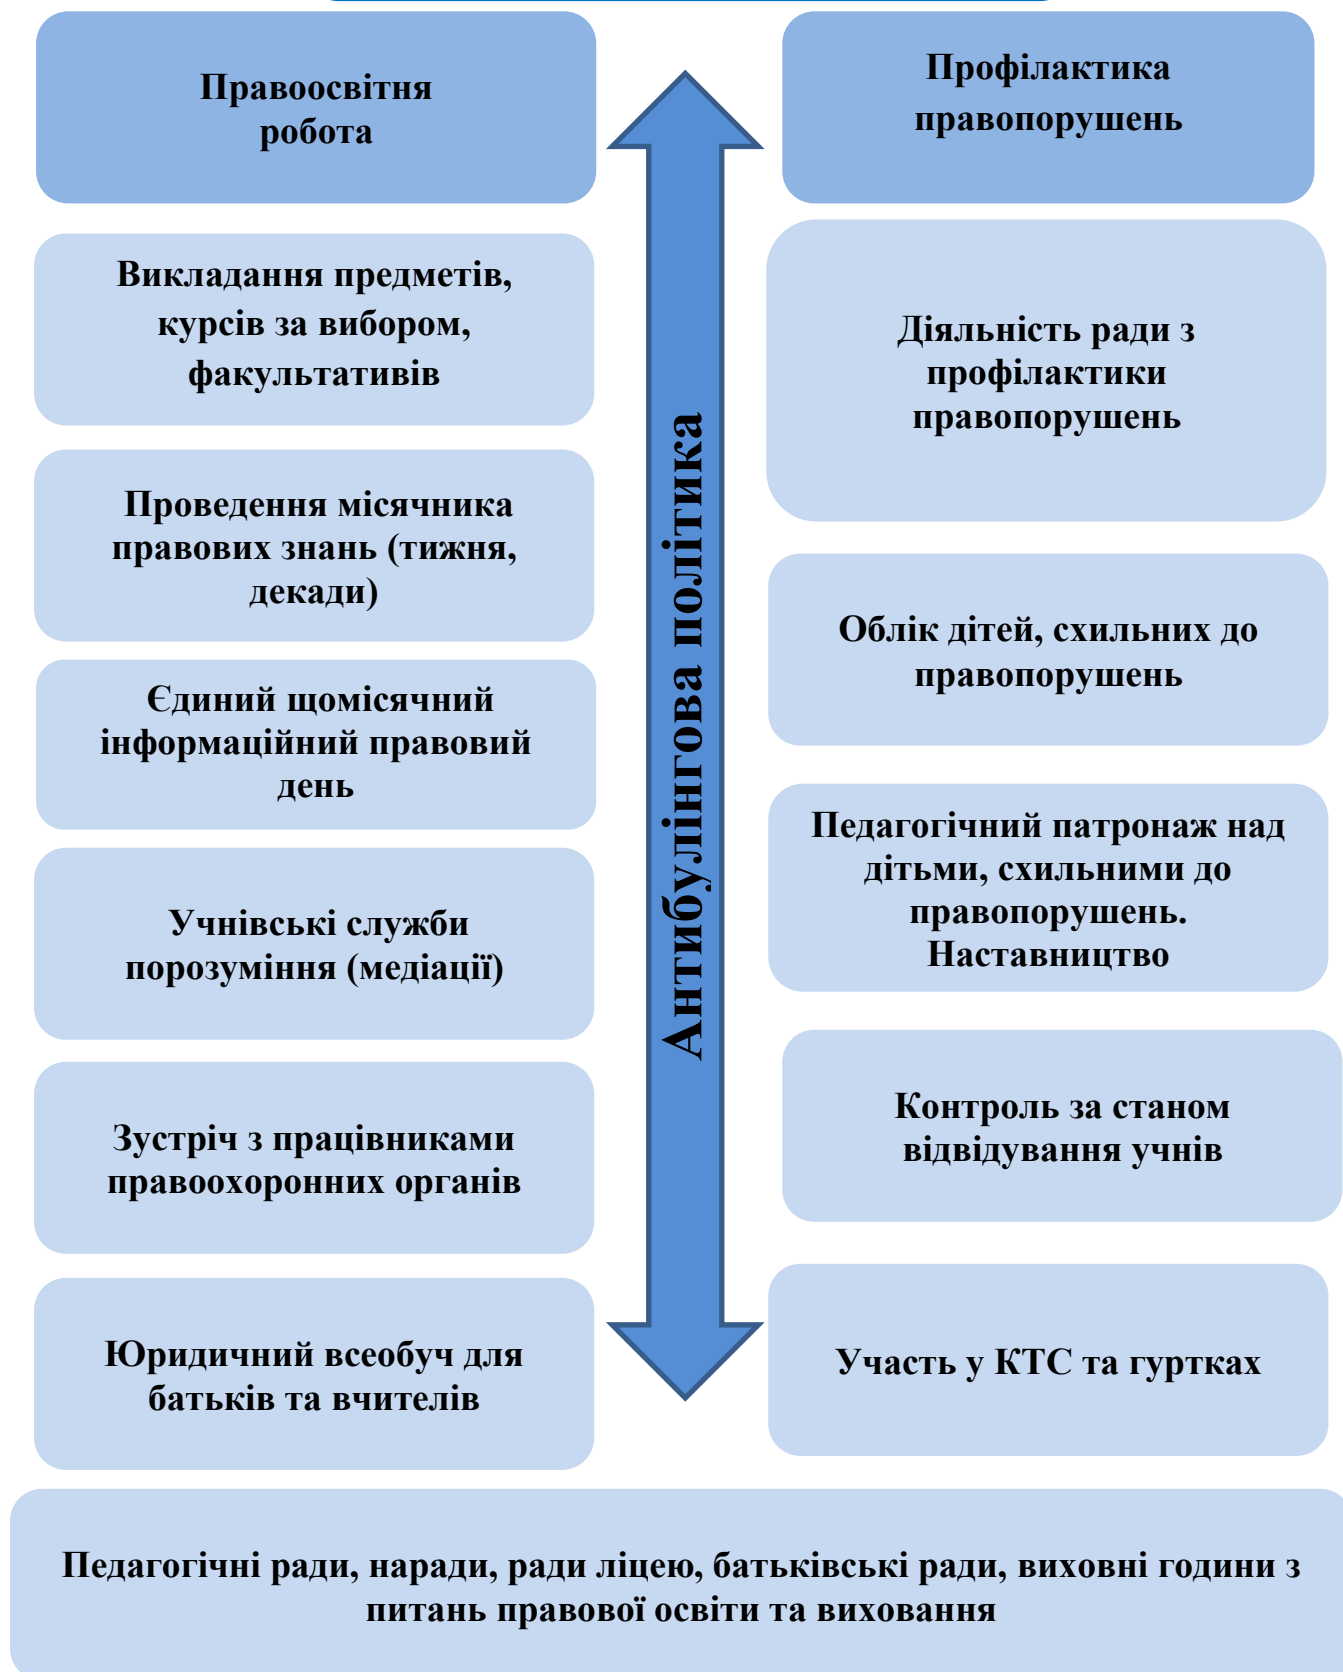 Правоосвітня
робота
Викладання предметів,
курсів за вибором,
факультативів
Проведення місячника
правових знань (тижня,
декади)
Єдиний щомісячний
інформаційний правовий
день
Учнівські служби
порозуміння (медіації)
Зустріч з працівниками
правоохоронних органів
Юридичний всеобуч для
батьків та вчителів
Антибулінгова політика
Профілактика
правопорушень
Діяльність ради з
профілактики
правопорушень
Облік дітей, схильних до
правопорушень
Педагогічний патронаж над
дітьми, схильними до
правопорушень.
Наставництво
Контроль за станом
відвідування учнів
Участь у КТС та гуртках
Педагогічні ради, наради, ради ліцею, батьківські ради, виховні години з
питань правової освіти та виховання